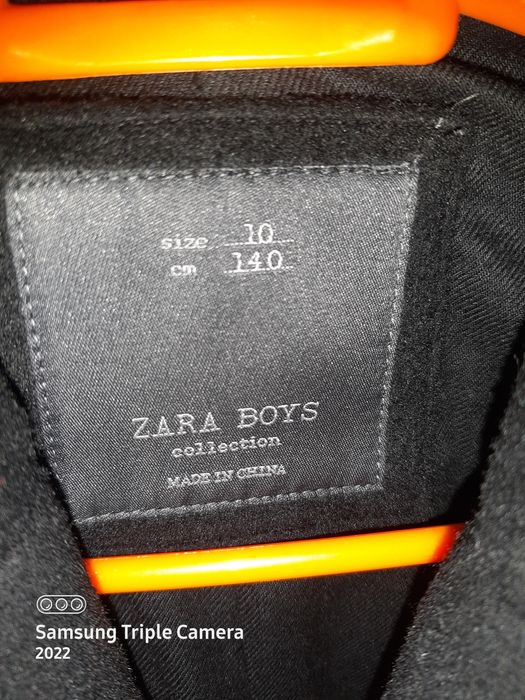 size 10
cm 140
ZARA BOYS
collection
MADE IN CHINA
Samsung Triple Camera
2022